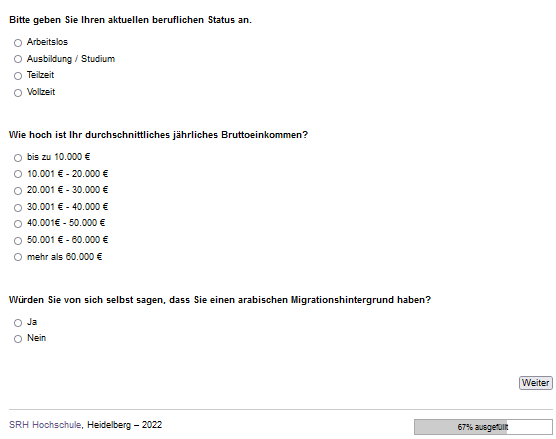 Bitte geben Sie Ihren aktuellen beruflichen Status an.
Arbeitslos
Ausbildung / Studium
Teilzeit
Vollzeit
Wie hoch ist Ihr durchschnittliches jährliches Bruttoeinkommen?
bis zu 10.000 €
10.001 € - 20.000 €
20.001 € - 30.000 €
30.001 € - 40.000 €
40.001€ - 50.000 €
50.001 € - 60.000 €
mehr als 60.000 €
Würden Sie von sich selbst sagen, dass Sie einen arabischen Migrationshintergrund haben?
Ja
Nein
Weiter
SRH Hochschule, Heidelberg – 2022
67% ausgefüllt